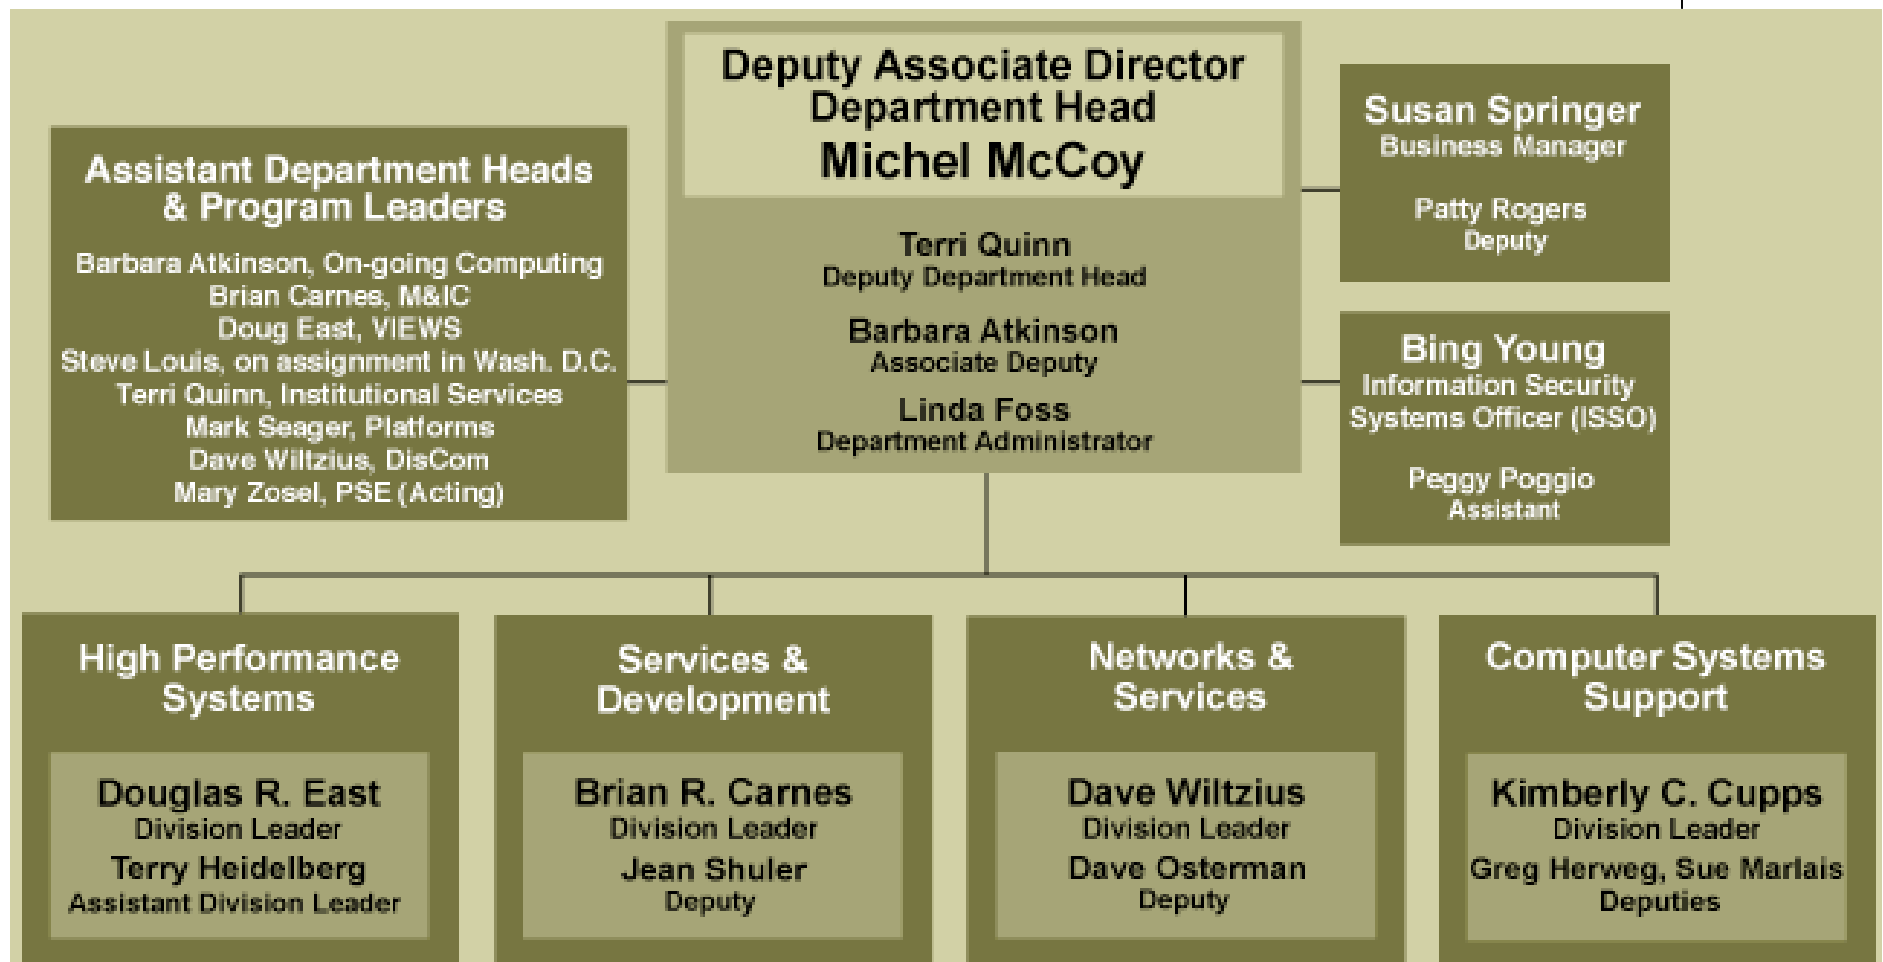 Deputy Associate Director
Department Head
Michel McCoy
Terri Quinn
Deputy Department Head
Barbara Atkinson
Associate Deputy
Linda Foss
Department Administrator
Assistant Department Heads
& Program Leaders
Barbara Atkinson, On-going Computing
Brian Carnes, M&IC
Doug East, VIEWS
Steve Louis, on assignment in Wash. D.C.
Terri Quinn, Institutional Services
Mark Seager, Platforms
Dave Wiltzius, DisCom
Mary Zosel, PSE (Acting)
Susan Springer
Business Manager
Patty Rogers
Deputy
Bing Young
Information Security
Systems Officer (ISSO)
Peggy Poggio
Assistant
High Performance
Systems
Douglas R. East
Division Leader
Terry Heidelberg
Assistant Division Leader
Services &
Development
Brian R. Carnes
Division Leader
Jean Shuler
Deputy
Networks &
Services
Dave Wiltzius
Division Leader
Dave Osterman
Deputy
Computer Systems
Support
Kimberly C. Cupps
Division Leader
Greg Herweg, Sue Marlais
Deputies